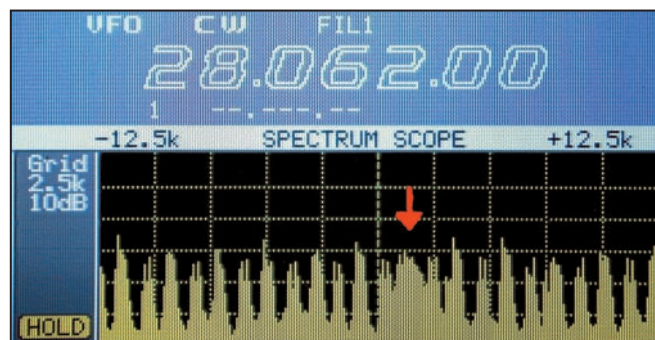 VFO CW FIL1
28.062.00
1 --.---.--
-12.5k SPECTRUM SCOPE +12.5k
Grid
2.5k
10dB
HOLD